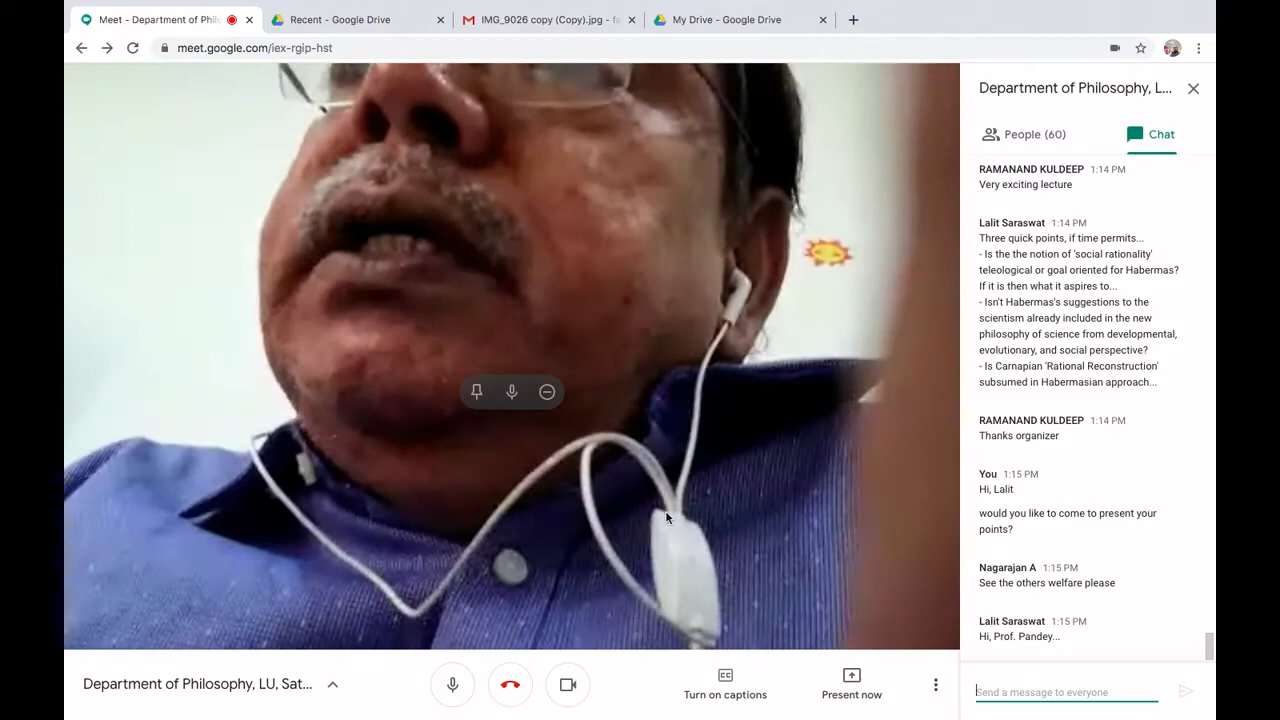 Meet - Department of Philo
Recent - Google Drive
IMG_9026 copy (Copy).jpg - fa
My Drive - Google Drive
meet.google.com/iex-rgip-hst
Department of Philosophy, L...
People (60)
Chat
RAMANAND KULDEEP 1:14 PM
Very exciting lecture
Lalit Saraswat 1:14 PM
Three quick points, if time permits...
- Is the the notion of 'social rationality'
teleological or goal oriented for Habermas?
If it is then what it aspires to...
- Isn't Habermas's suggestions to the
scientism already included in the new
philosophy of science from developmental,
evolutionary, and social perspective?
- Is Carnapian 'Rational Reconstruction'
subsumed in Habermasian approach...
RAMANAND KULDEEP 1:14 PM
Thanks organizer
You 1:15 PM
Hi, Lalit
would you like to come to present your
points?
Nagarajan A 1:15 PM
See the others welfare please
Lalit Saraswat 1:15 PM
Hi, Prof. Pandey...
Send a message to everyone
Department of Philosophy, LU, Sat...
Turn on captions
Present now